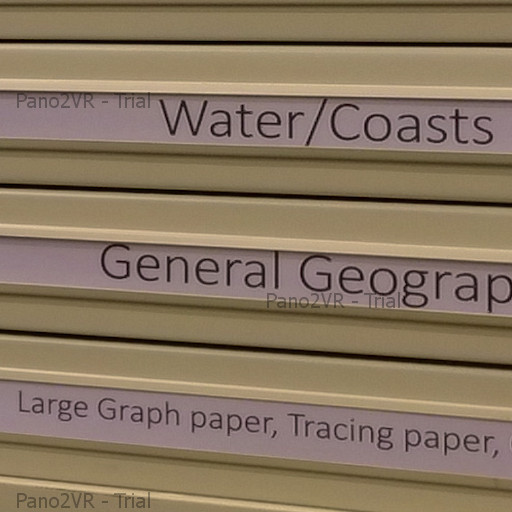 Pano2VR - Trial
Water/Coasts
General Geograp
Pano2VR - Trial
Large Graph paper, Tracing paper,
Pano2VR - Trial